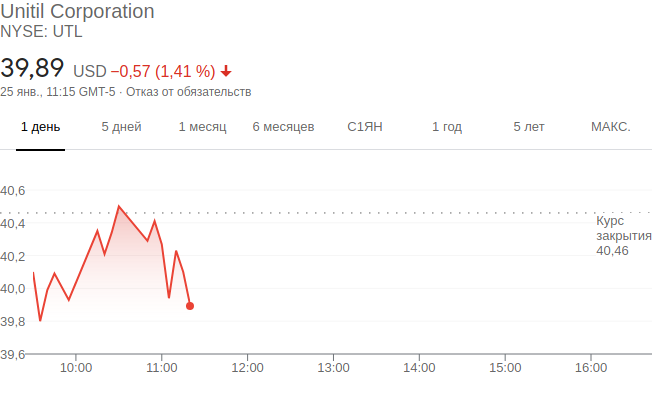 Unitil Corporation
NYSE: UTL
39,89 USD −0,57 (1,41 %)
25 янв., 11:15 GMT-5 · Отказ от обязательств
1 день 5 дней 1 месяц 6 месяцев С1ЯН 1 год 5 лет МАКС.
40,6
40,4
40,2
40,0
39,8
39,6
Курс
закрытия
40,46
10:00 11:00 12:00 13:00 14:00 15:00 16:00